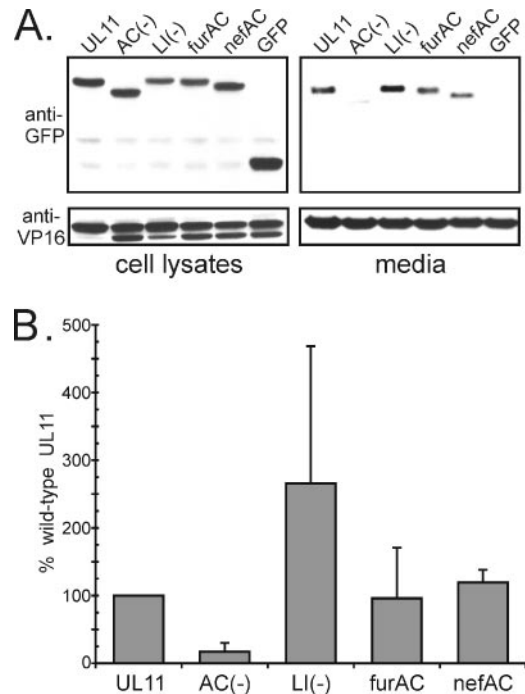 A.
UL11 AC(-) LI(-) furAC nefAC GFP
UL11 AC(-) LI(-) furAC nefAC GFP
anti-
GFP
anti-
VP16
cell lysates
media
B.
% wild-type UL11
500
400
300
200
100
0
UL11 AC(-) LI(-) furAC nefAC